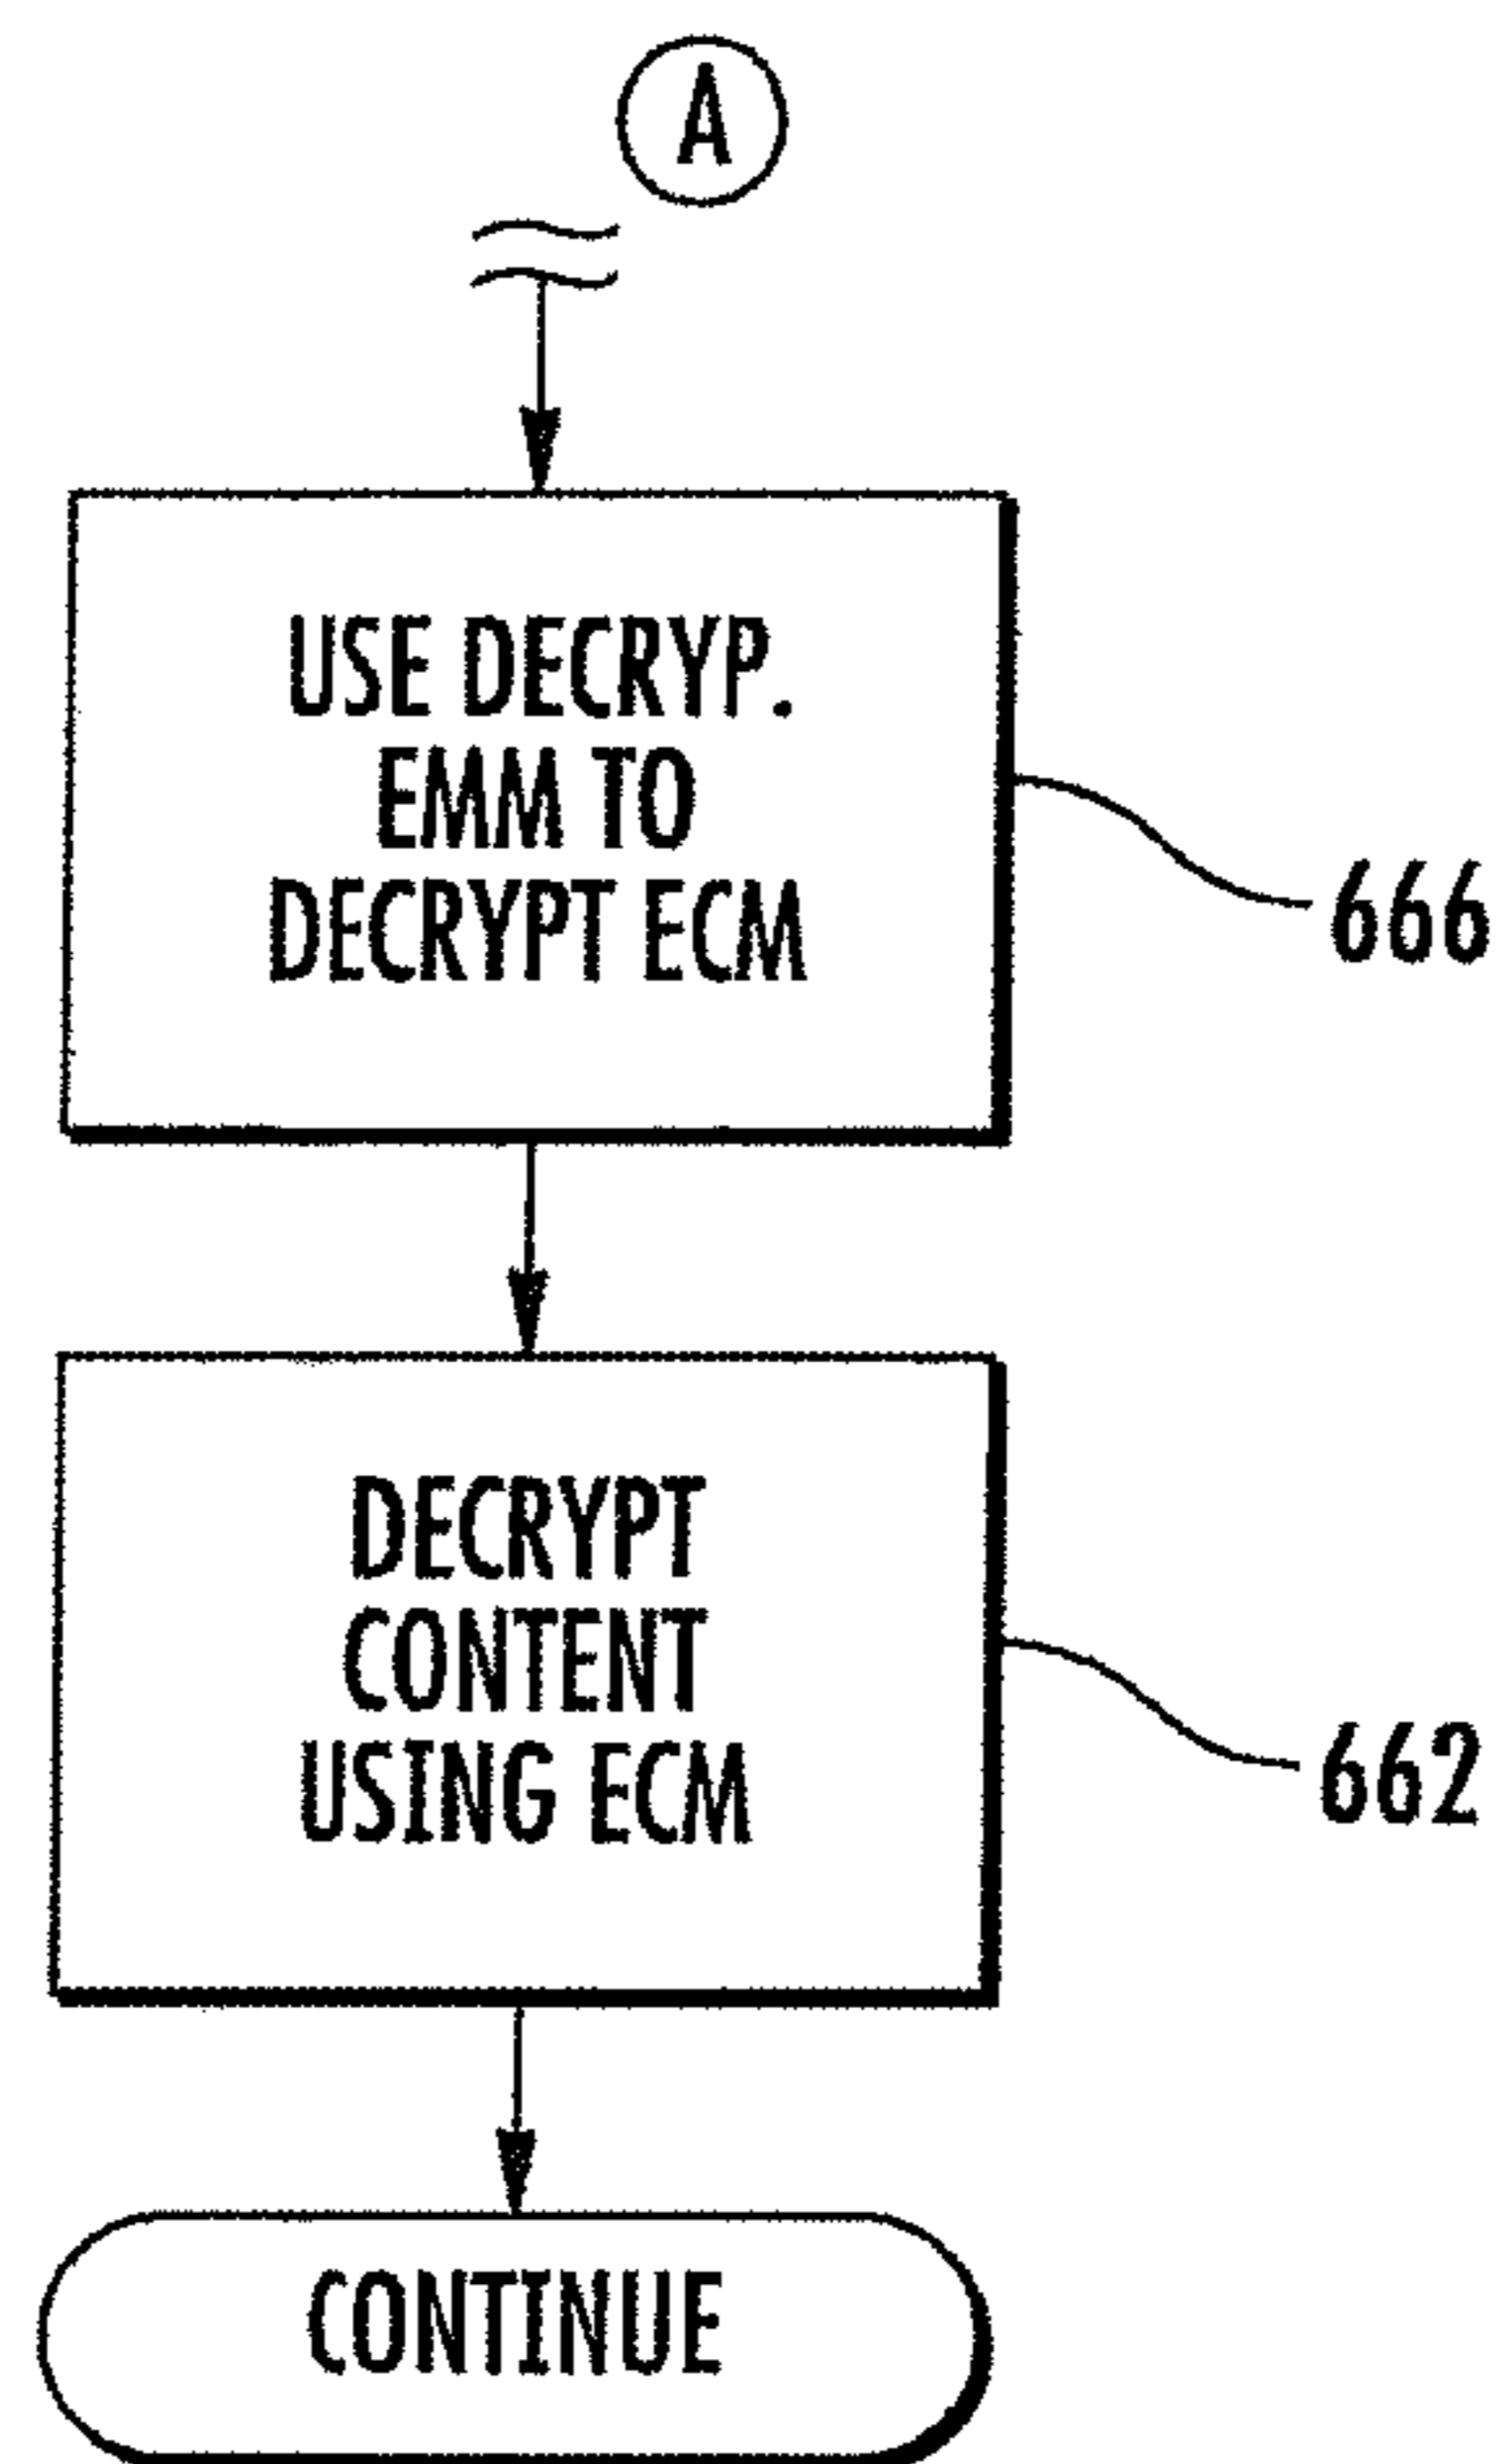 A
USE DECRYP.
EMM TO
DECRYPT ECM
666
DECRYPT
CONTENT
USING ECM
662
CONTINUE